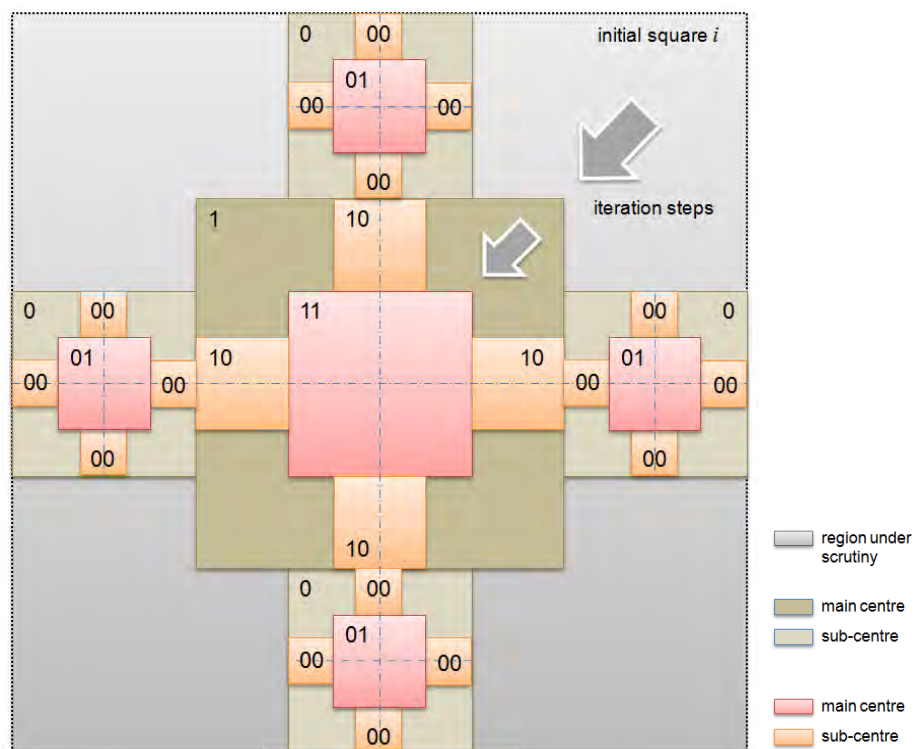 0 00
initial square i
01
00 00
00
iteration steps
1 10
11
0 00
01
00 00
00
10 10
00 0
01
00 00
00
10
0 00
01
00 00
00
region under
scrutiny
main centre
sub-centre
main centre
sub-centre